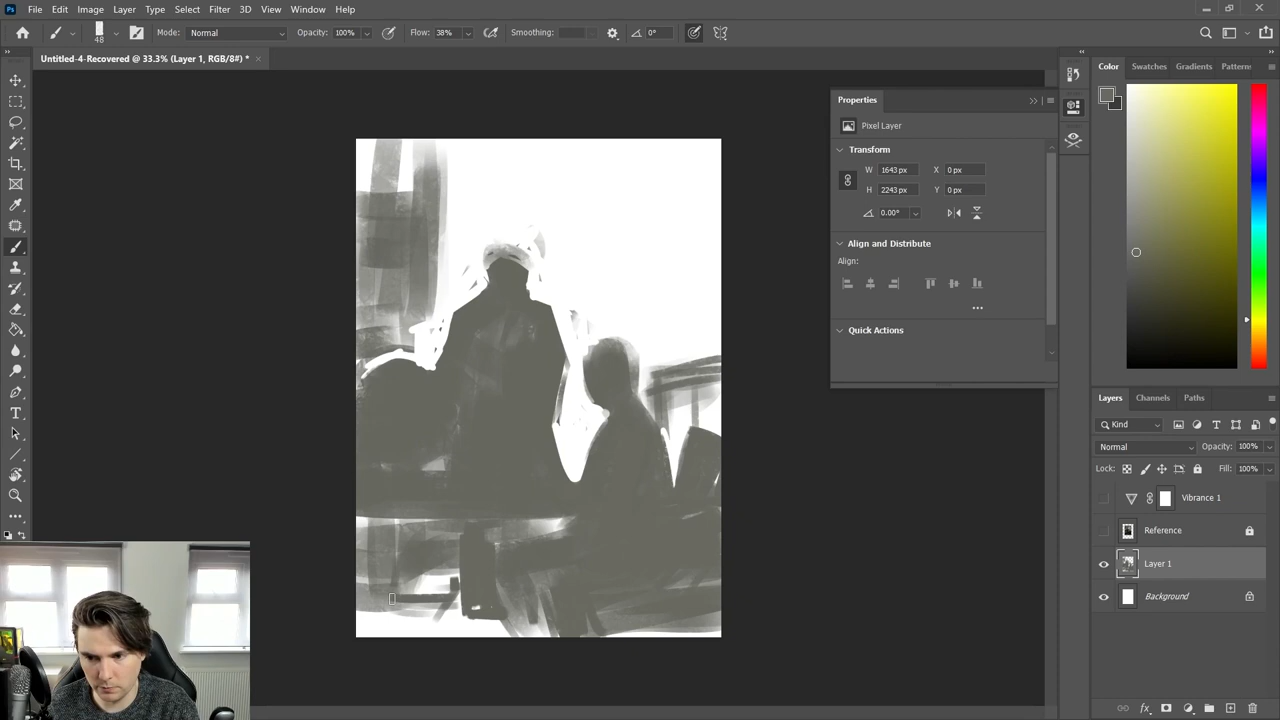 Ps File Edit Image Layer Type Select Filter 3D View Window Help
48 Mode: Normal Opacity: 100% Flow: 38% Smoothing: 0°
Untitled-4-Recovered @ 33.3% (Layer 1, RGB/8#) *
Color Swatches Gradients Patterns
Properties
Pixel Layer
Transform
W 1643 px X 0 px
H 2243 px Y 0 px
0.00°
Align and Distribute
Align:
Quick Actions
Layers Channels Paths
Kind
Normal Opacity: 100%
Lock: Fill: 100%
Vibrance 1
Reference
Layer 1
Background